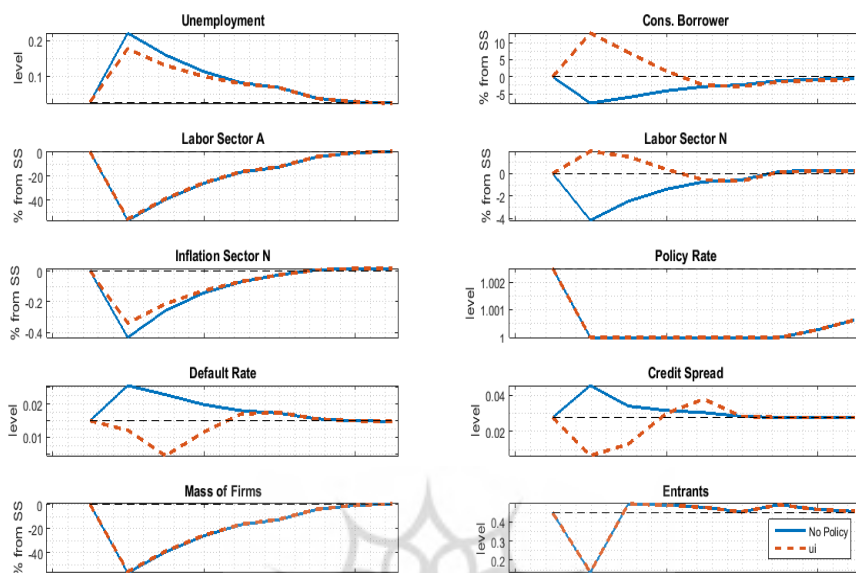 Unemployment
level
0.2
0.1
Cons. Borrower
% from SS
10
5
0
-5
Labor Sector A
% from SS
0
-20
-40
Labor Sector N
% from SS
0
-2
-4
Inflation Sector N
% from SS
0
-0.2
-0.4
Policy Rate
level
1.002
1.001
1
Default Rate
level
0.02
0.01
Credit Spread
level
0.04
0.02
Mass of Firms
% from SS
0
-20
-40
Entrants
level
0.4
0.3
0.2
No Policy
ui